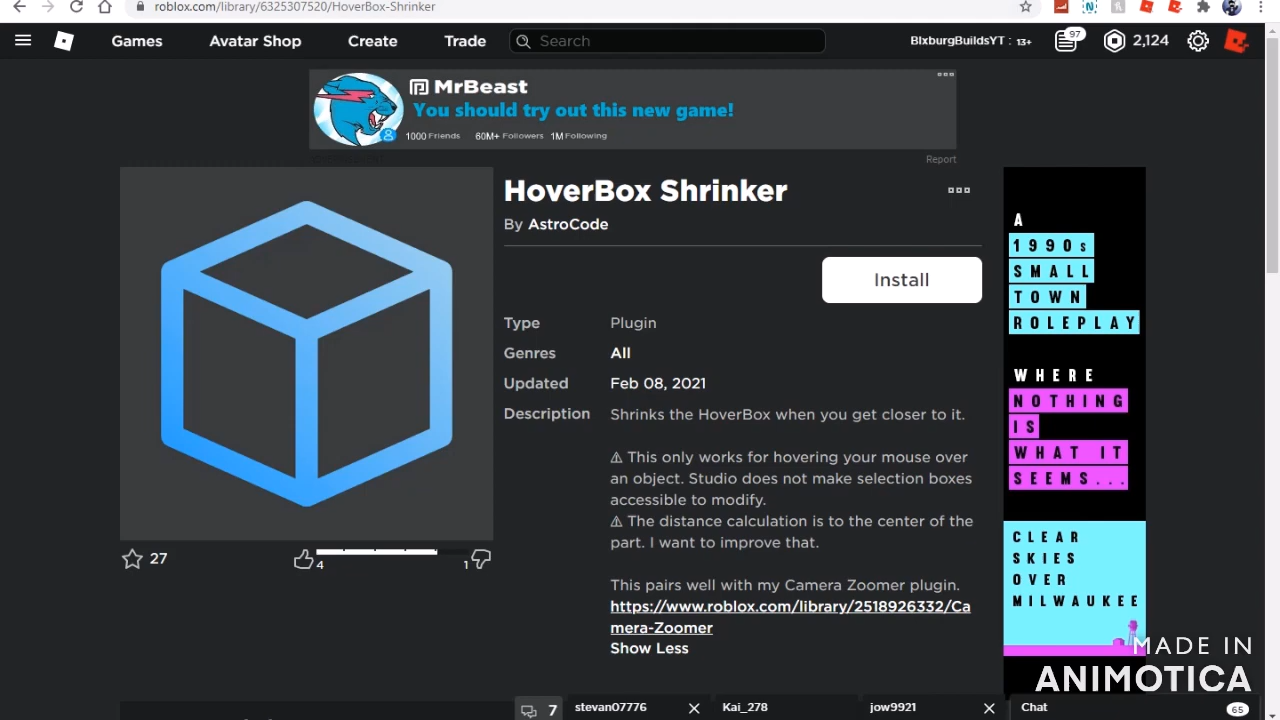 roblox.com/library/6325307520/HoverBox-Shrinker
Games
Avatar Shop
Create
Trade
Search
BlxburgBuildsYT : 13+
97
2,124
MrBeast
You should try out this new game!
1000 Friends 60M+ Followers 1M Following
Report
HoverBox Shrinker
By AstroCode
Install
Type Plugin
Genres All
Updated Feb 08, 2021
Description Shrinks the HoverBox when you get closer to it.
⚠ This only works for hovering your mouse over
an object. Studio does not make selection boxes
accessible to modify.
⚠ The distance calculation is to the center of the
part. I want to improve that.
This pairs well with my Camera Zoomer plugin.
https://www.roblox.com/library/2518926332/Ca
mera-Zoomer
Show Less
27
4
1
A
1990s
SMALL
TOWN
ROLEPLAY
WHERE
NOTHING
IS
WHAT IT
SEEMS...
CLEAR
SKIES
OVER
MILWAUKEE
MADE IN
ANIMOTICA
7
stevan07776
Kai_278
jow9921
Chat
65